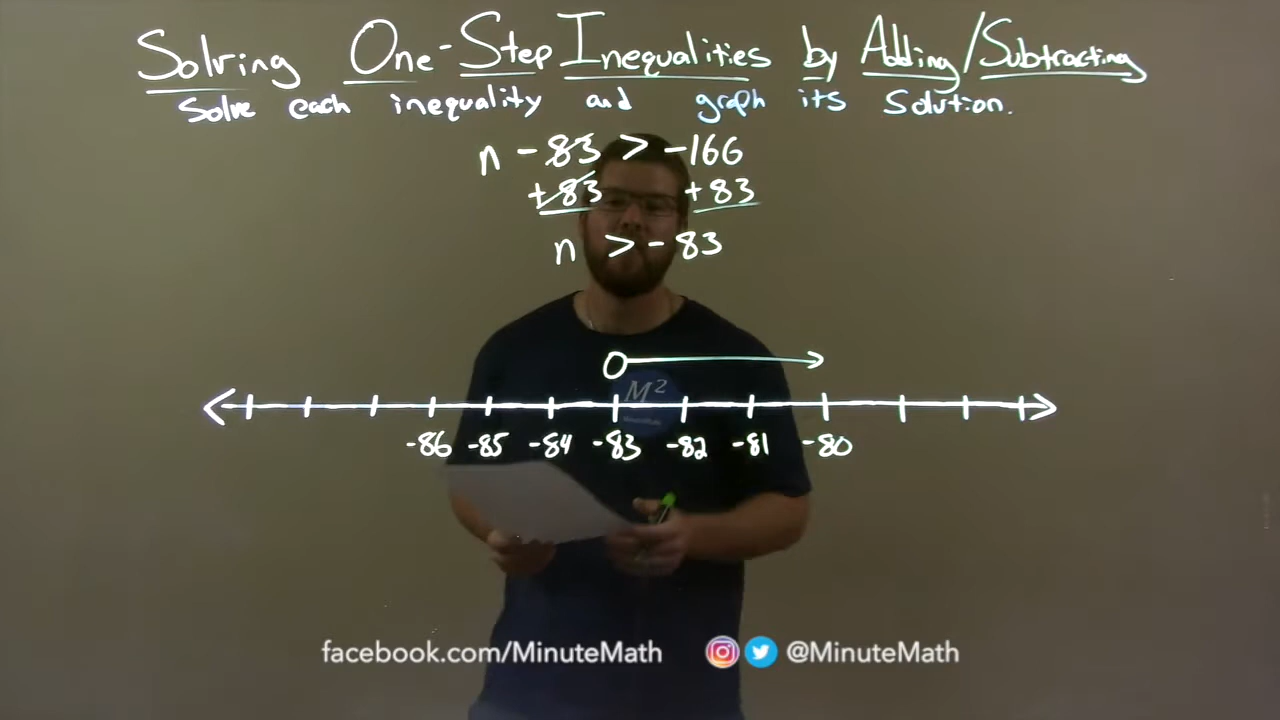 Solving One-Step Inequalities by Adding/Subtracting
Solve each inequality and graph its solution.
n - 83 > -166
+83 +83
n > -83
M²
-86 -85 -84 -83 -82 -81 -80
facebook.com/MinuteMath @MinuteMath